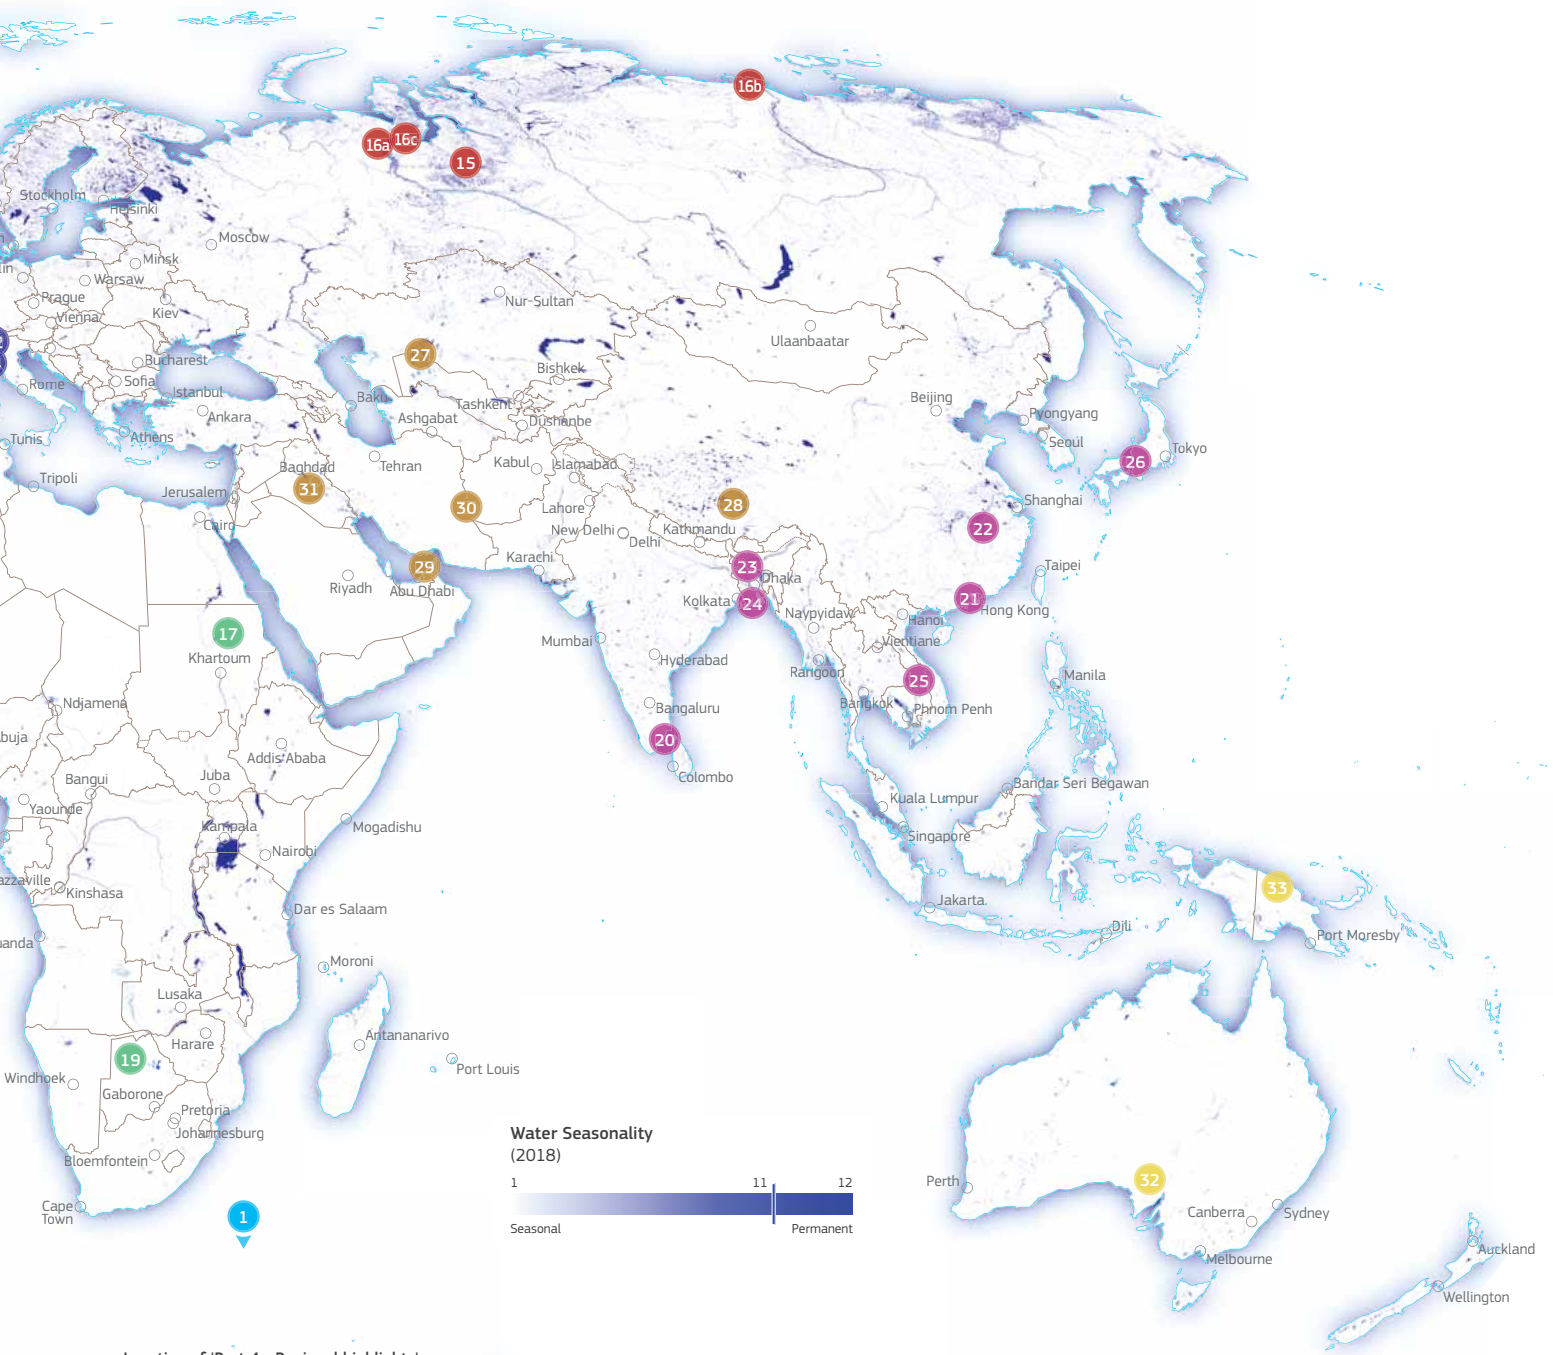 16b
16a
16c
15
Stockholm
Helsinki
Moscow
Minsk
Warsaw
Prague
Kiev
Vienna
Nur-Sultan
Ulaanbaatar
27
Bucharest
Bishkek
Sofia
Rome
Istanbul
Baku
Tashkent
Beijing
Ankara
Ashgabat
Dushanbe
Pyongyang
Athens
Tunis
Seoul
Tokyo
26
Tehran
Kabul
Islamabad
Baghdad
Tripoli
Jerusalem
31
30
Lahore
28
Shanghai
Cairo
New Delhi
Delhi
Kathmandu
22
Karachi
29
23
Taipei
Riyadh
Abu Dhabi
Dhaka
Kolkata
24
21
Hong Kong
Naypyidaw
Hanoi
17
Mumbai
Vientiane
Khartoum
Hyderabad
Rangoon
25
Manila
Ndjamena
Bangkok
Bangaluru
Phnom Penh
20
Addis Ababa
Juba
Bangui
Colombo
Bandar Seri Begawan
Yaounde
Kuala Lumpur
Kampala
Mogadishu
Singapore
Nairobi
Kinshasa
33
Jakarta
Dar es Salaam
Dili
Port Moresby
Moroni
Lusaka
Antananarivo
Harare
19
Port Louis
Windhoek
Gaborone
Pretoria
Johannesburg
Bloemfontein
Water Seasonality
(2018)
1 11 12
Seasonal Permanent
Perth
32
Cape
Town
1
Canberra
Sydney
Auckland
Melbourne
Wellington